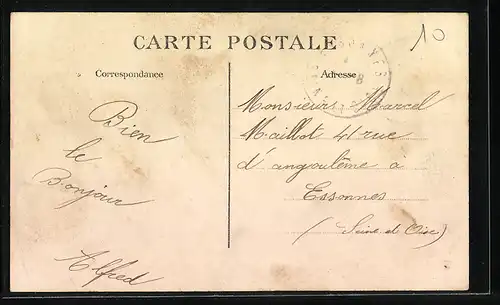 CARTE POSTALE
10
Correspondance
Adresse
Bien
le
Bonjour
Alfred
Monsieur Marcel
Maillot 41 rue
d'angoulême à
Essonnes
(Seine et Oise)